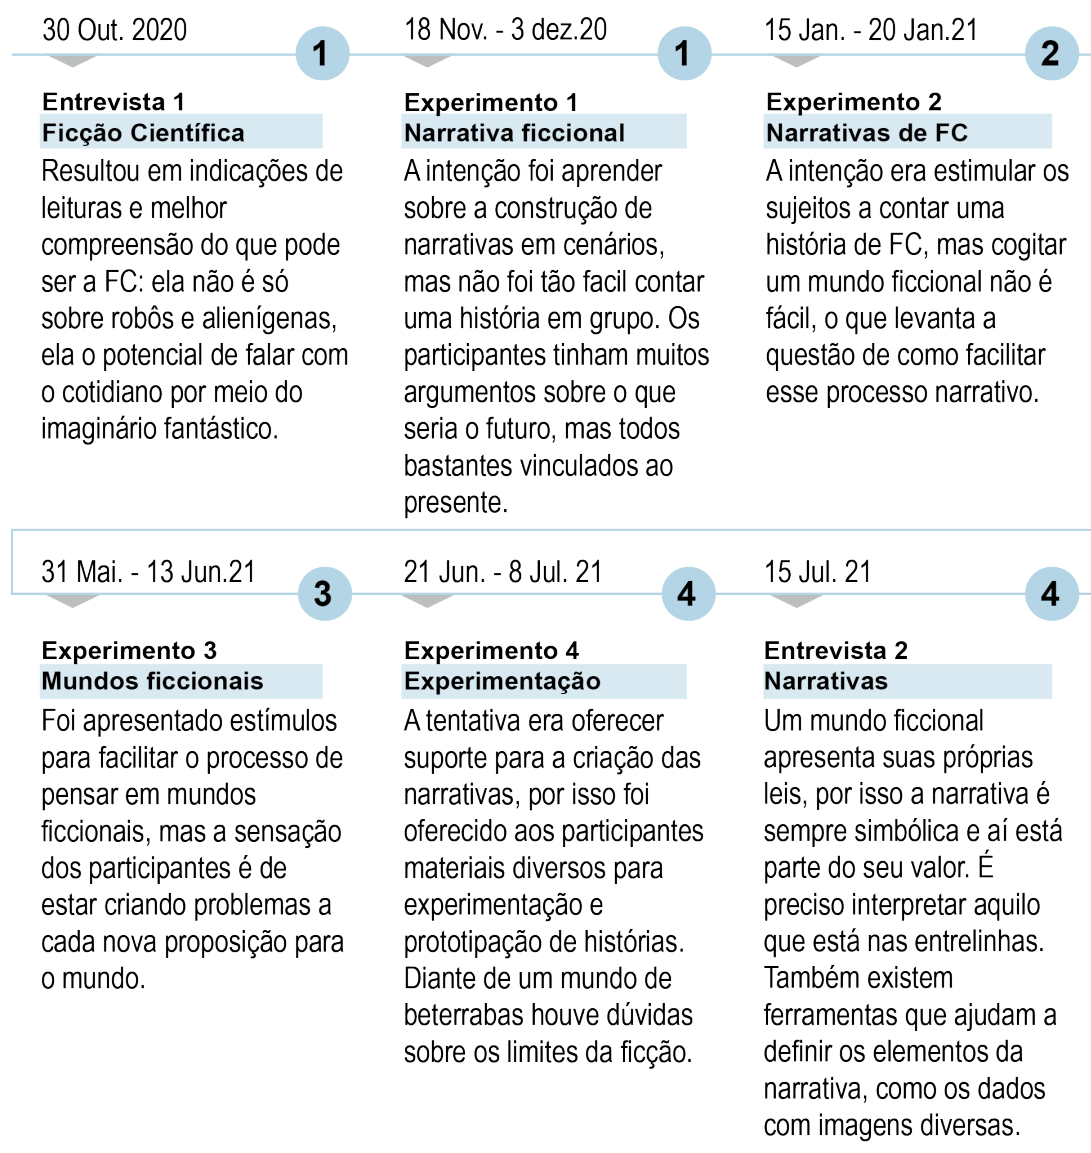 30 Out. 2020
1
Entrevista 1
Ficção Científica
Resultou em indicações de
leituras e melhor
compreensão do que pode
ser a FC: ela não é só
sobre robôs e alienígenas,
ela o potencial de falar com
o cotidiano por meio do
imaginário fantástico.
18 Nov. - 3 dez.20
1
Experimento 1
Narrativa ficcional
A intenção foi aprender
sobre a construção de
narrativas em cenários,
mas não foi tão facil contar
uma história em grupo. Os
participantes tinham muitos
argumentos sobre o que
seria o futuro, mas todos
bastantes vinculados ao
presente.
15 Jan. - 20 Jan.21
2
Experimento 2
Narrativas de FC
A intenção era estimular os
sujeitos a contar uma
história de FC, mas cogitar
um mundo ficcional não é
fácil, o que levanta a
questão de como facilitar
esse processo narrativo.
31 Mai. - 13 Jun.21
3
Experimento 3
Mundos ficcionais
Foi apresentado estímulos
para facilitar o processo de
pensar em mundos
ficcionais, mas a sensação
dos participantes é de
estar criando problemas a
cada nova proposição para
o mundo.
21 Jun. - 8 Jul. 21
4
Experimento 4
Experimentação
A tentativa era oferecer
suporte para a criação das
narrativas, por isso foi
oferecido aos participantes
materiais diversos para
experimentação e
prototipação de histórias.
Diante de um mundo de
beterrabas houve dúvidas
sobre os limites da ficção.
15 Jul. 21
4
Entrevista 2
Narrativas
Um mundo ficcional
apresenta suas próprias
leis, por isso a narrativa é
sempre simbólica e aí está
parte do seu valor. É
preciso interpretar aquilo
que está nas entrelinhas.
Também existem
ferramentas que ajudam a
definir os elementos da
narrativa, como os dados
com imagens diversas.